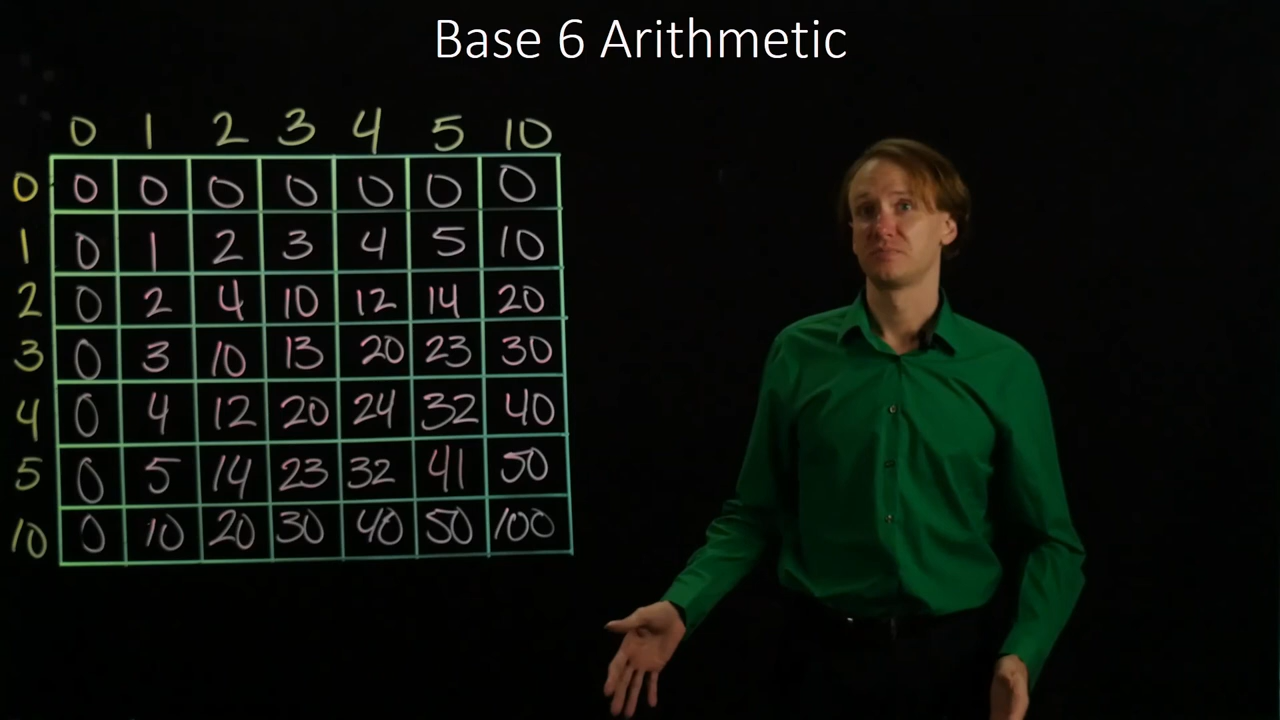 Base 6 Arithmetic
0 1 2 3 4 5 10
0 0 0 0 0 0 0 0
1 0 1 2 3 4 5 10
2 0 2 4 10 12 14 20
3 0 3 10 13 20 23 30
4 0 4 12 20 24 32 40
5 0 5 14 23 32 41 50
10 0 10 20 30 40 50 100